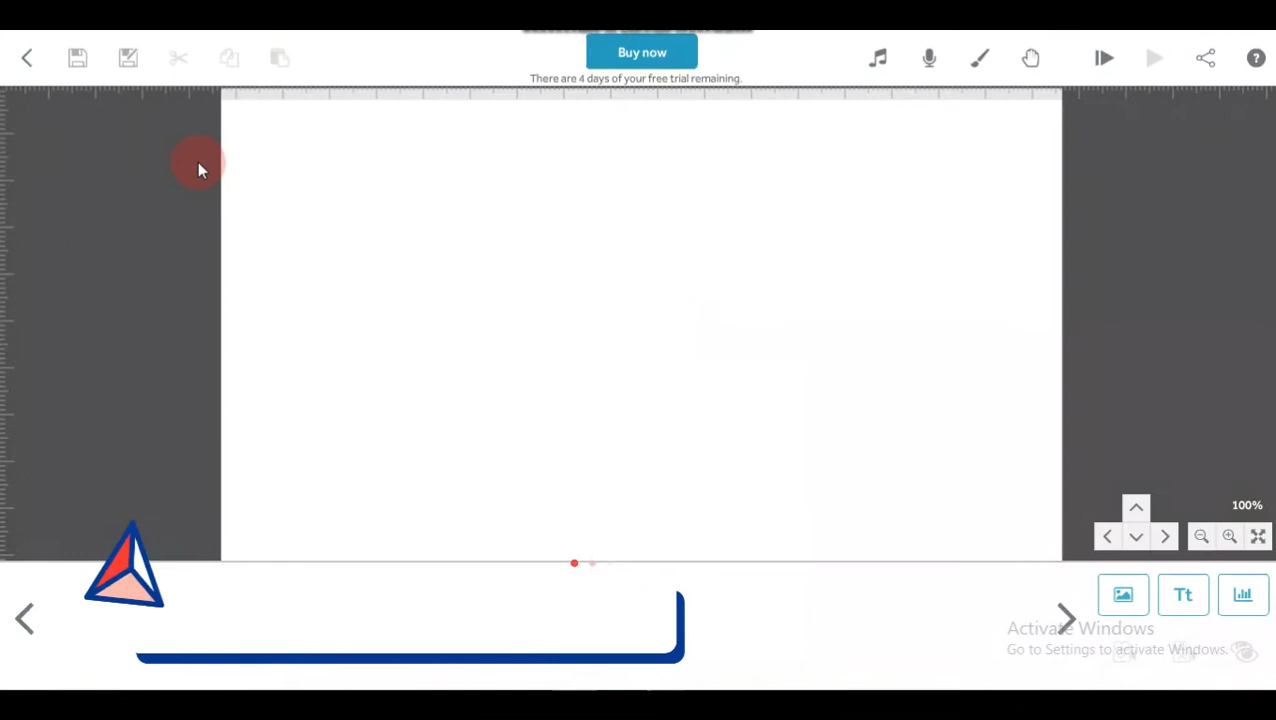 Buy now
There are 4 days of your free trial remaining.
100%
Tt
Activate Windows
Go to Settings to activate Windows.